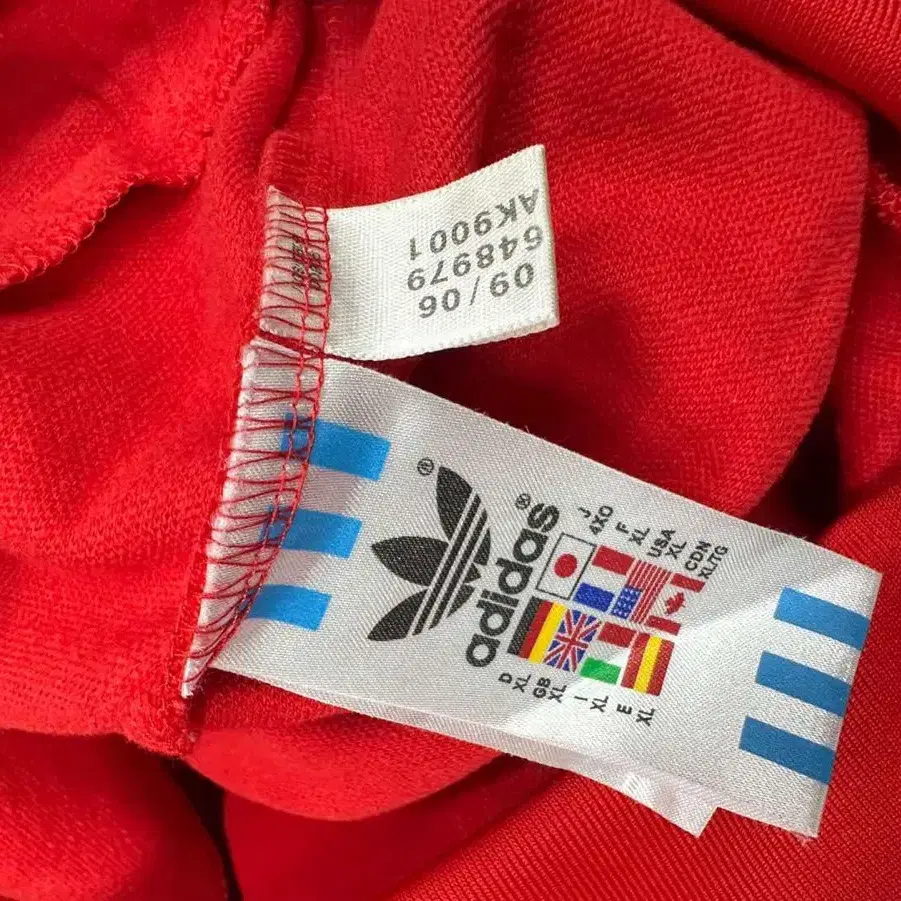 09/06
648979
AK9001
adidas®
®
J
4XO
F
XL
USA
XL
CDN
XL/TG
D
XL
GB
XL
I
XL
E
XL